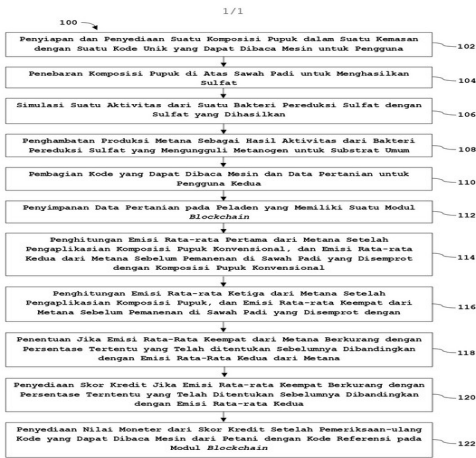 1/1
100
Penyiapan dan Penyediaan Suatu Komposisi Pupuk dalam Suatu Kemasan
dengan Suatu Kode Unik yang Dapat Dibaca Mesin untuk Pengguna
102
Penebaran Komposisi Pupuk di Atas Sawah Padi untuk Menghasilkan
Sulfat
104
Simulasi Suatu Aktivitas dari Suatu Bakteri Pereduksi Sulfat dengan
Sulfat yang Dihasilkan
106
Penghambatan Produksi Metana Sebagai Hasil Aktivitas dari Bakteri
Pereduksi Sulfat yang Mengungguli Metanogen untuk Substrat Umum
108
Pembagian Kode yang Dapat Dibaca Mesin dan Data Pertanian untuk
Pengguna Kedua
110
Penyimpanan Data Pertanian pada Peladen yang Memiliki Suatu Modul
Blockchain
112
Penghitungan Emisi Rata-rata Pertama dari Metana Setelah
Pengaplikasian Komposisi Pupuk Konvensional, dan Emisi Rata-rata
Kedua dari Metana Sebelum Pemanenan di Sawah Padi yang Disemprot
dengan Komposisi Pupuk Konvensional
114
Penghitungan Emisi Rata-rata Ketiga dari Metana Setelah
Pengaplikasian Komposisi Pupuk, dan Emisi Rata-rata Keempat dari
Metana Sebelum Pemanenan di Sawah Padi yang Disemprot dengan
116
Penentuan Jika Emisi Rata-Rata Keempat dari Metana Berkurang dengan
Persentase Tertentu yang Telah ditentukan Sebelumnya Dibandingkan
dengan Emisi Rata-Rata Kedua dari Metana
118
Penyediaan Skor Kredit Jika Emisi Rata-rata Keempat Berkurang dengan
Persentase Terntentu yang Telah Ditentukan Sebelumnya Dibandingkan
dengan Emisi Rata-rata Kedua
120
Penyediaan Nilai Moneter dari Skor Kredit Setelah Pemeriksaan-ulang
Kode yang Dapat Dibaca Mesin dari Petani dengan Kode Referensi pada
Modul Blockchain
122